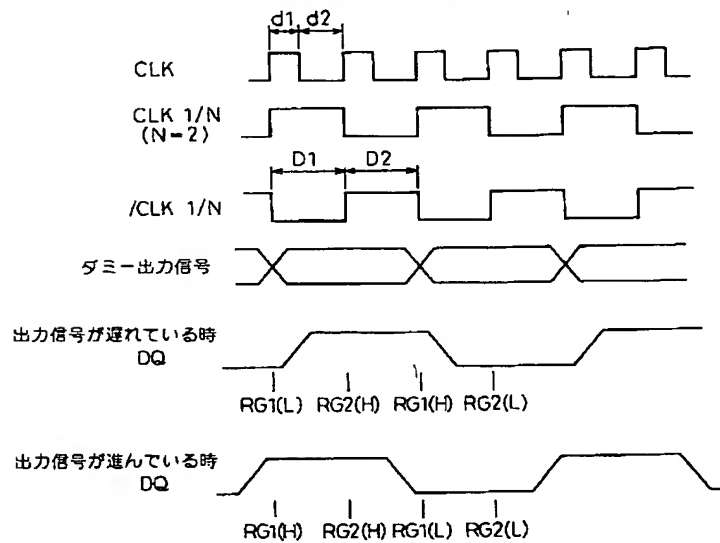 d1 d2
CLK
CLK 1/N
(N=2)
D1 D2
/CLK 1/N
ダミー出力信号
出力信号が遅れている時
DQ
RG1(L) RG2(H) RG1(H) RG2(L)
出力信号が進んでいる時
DQ
RG1(H) RG2(H) RG1(L) RG2(L)